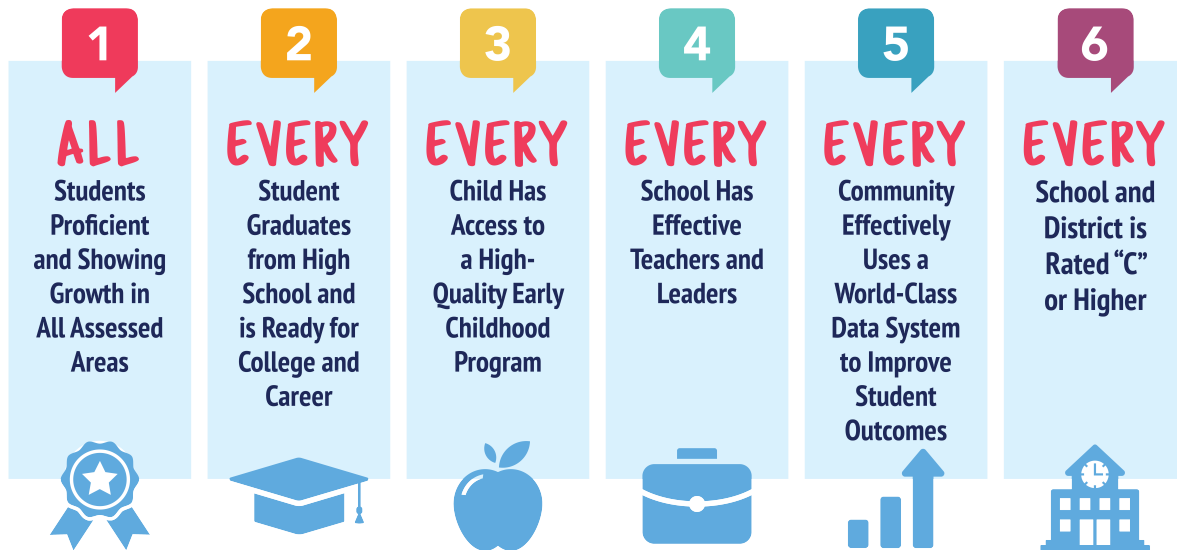 1
ALL
Students
Proficient
and Showing
Growth in
All Assessed
Areas
2
EVERY
Student
Graduates
from High
School and
is Ready for
College and
Career
3
EVERY
Child Has
Access to
a High-
Quality Early
Childhood
Program
4
EVERY
School Has
Effective
Teachers and
Leaders
5
EVERY
Community
Effectively
Uses a
World-Class
Data System
to Improve
Student
Outcomes
6
EVERY
School and
District is
Rated “C”
or Higher